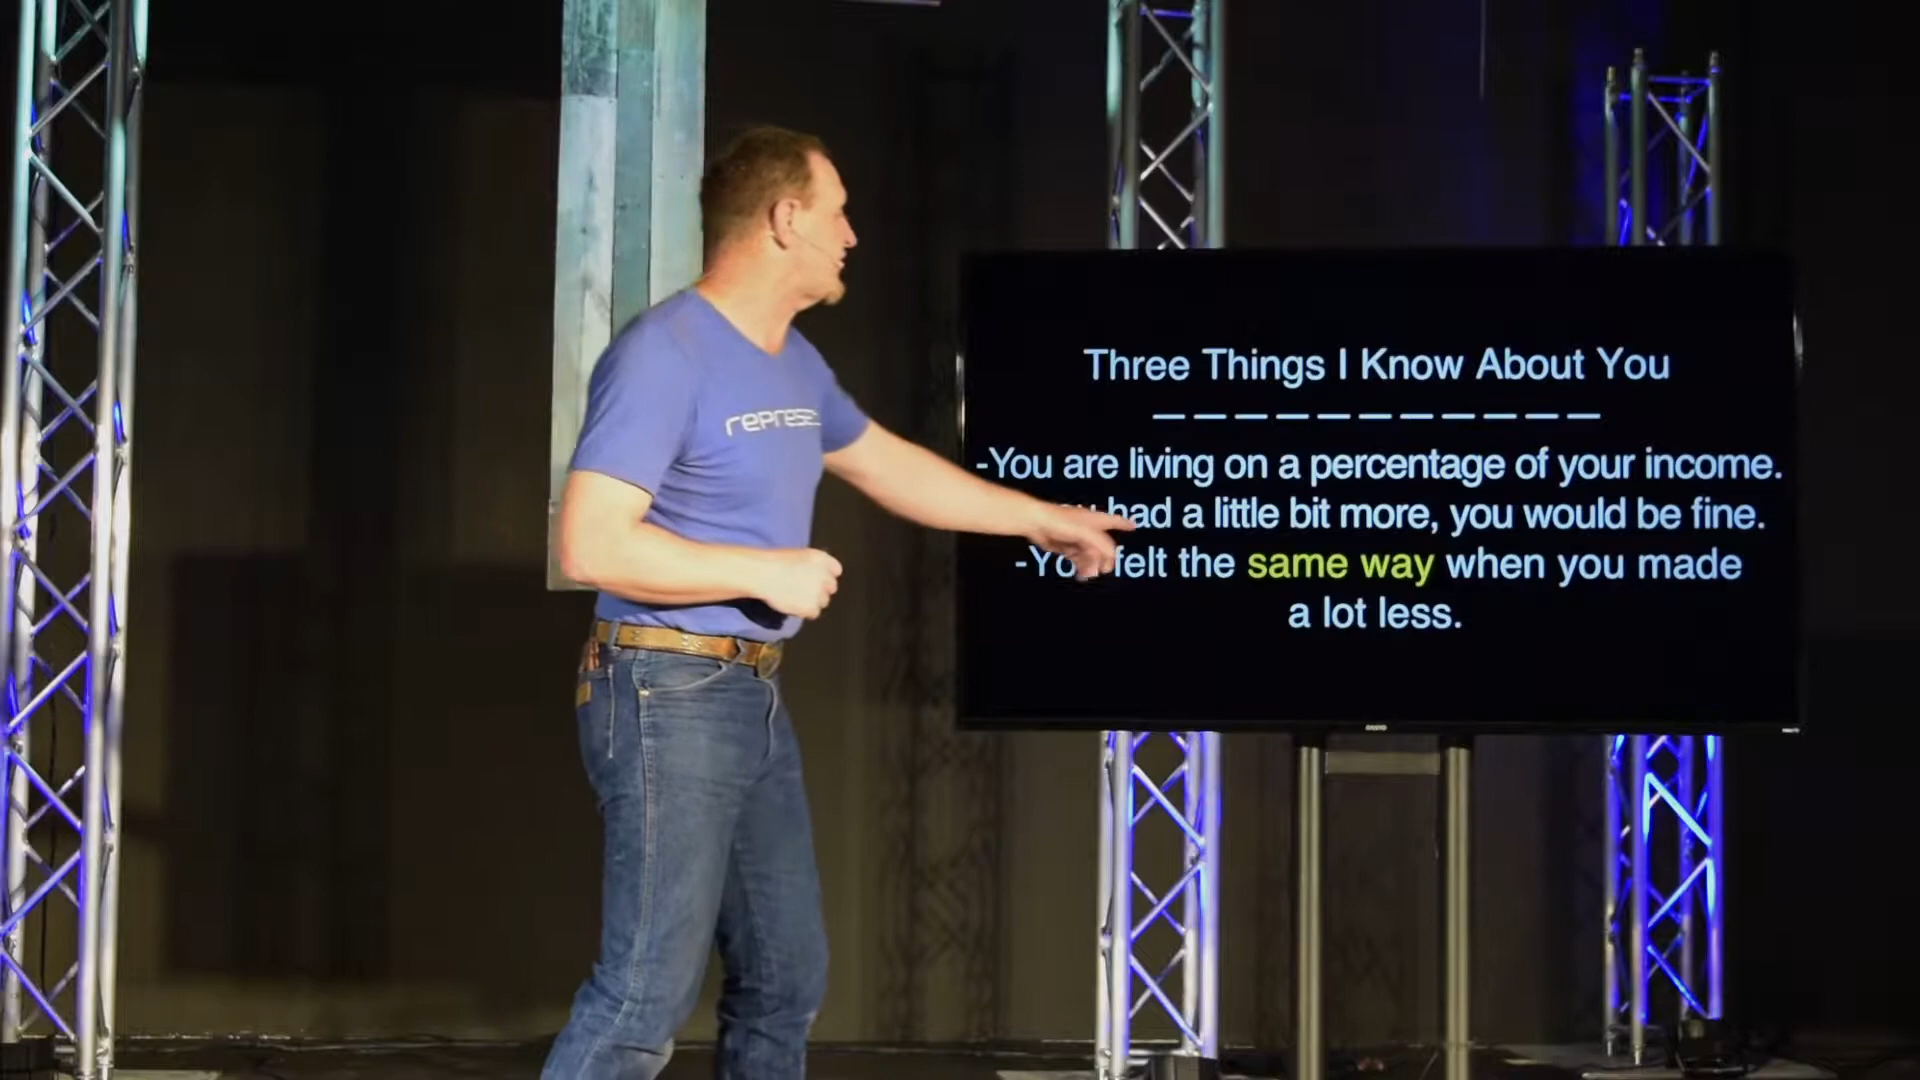 Three Things I Know About You
-You are living on a percentage of your income.
had a little bit more, you would be fine.
felt the same way when you made
a lot less.